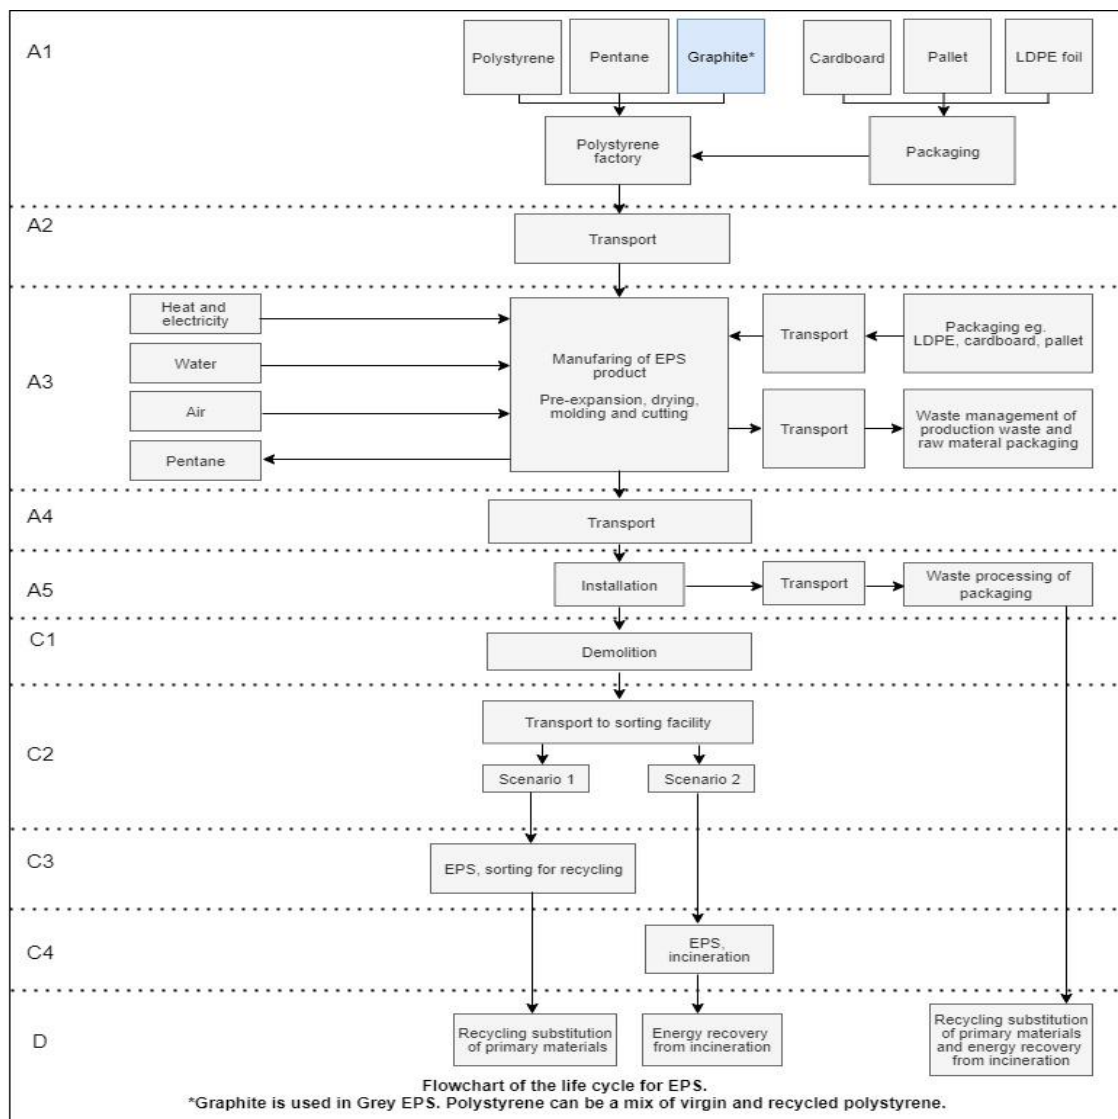 A1
Polystyrene
Pentane
Graphite*
Cardboard
Pallet
LDPE foil
Polystyrene
factory
Packaging
A2
Transport
A3
Heat and
electricity
Water
Air
Pentane
Manufaring of EPS
product
Pre-expansion, drying,
molding and cutting
Transport
Packaging eg.
LDPE, cardboard, pallet
Transport
Waste management of
production waste and
raw materal packaging
A4
Transport
A5
Installation
Transport
Waste processing of
packaging
C1
Demolition
C2
Transport to sorting facility
Scenario 1
Scenario 2
C3
EPS, sorting for recycling
C4
EPS,
incineration
D
Recycling substitution
of primary materials
Energy recovery
from incineration
Recycling substitution
of primary materials
and energy recovery
from incineration
Flowchart of the life cycle for EPS.
*Graphite is used in Grey EPS. Polystyrene can be a mix of virgin and recycled polystyrene.